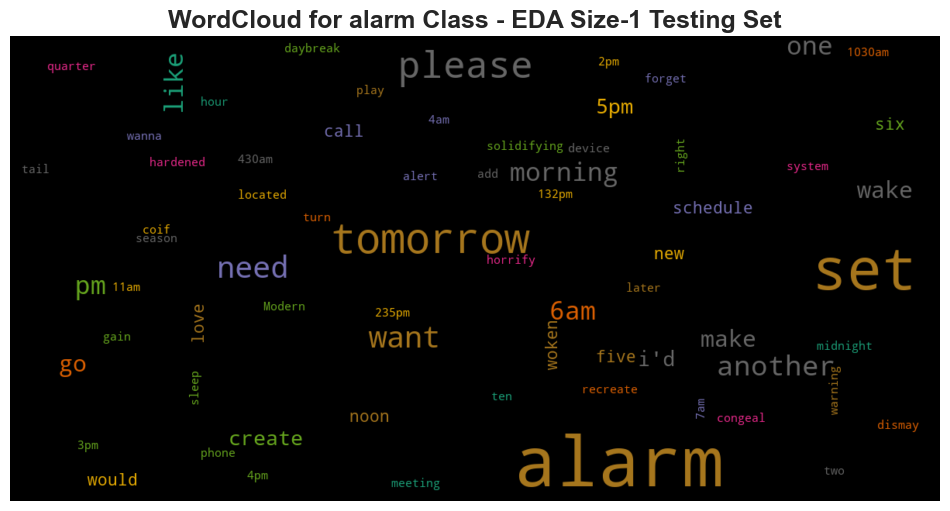 WordCloud for alarm Class - EDA Size-1 Testing Set
daybreak
one
1030am
quarter
like
please
2pm
forget
play
hour
5pm
wanna
call
4am
six
solidifying
device
right
tail
hardened
430am
system
alert
add
morning
located
132pm
wake
schedule
turn
coif
season
tomorrow
new
horrify
need
set
pm
11am
later
Modern
235pm
6am
love
gain
want
woken
make
midnight
five
i'd
go
another
sleep
recreate
warning
ten
7am
noon
congeal
dismay
create
3pm
phone
alarm
would
4pm
meeting
two